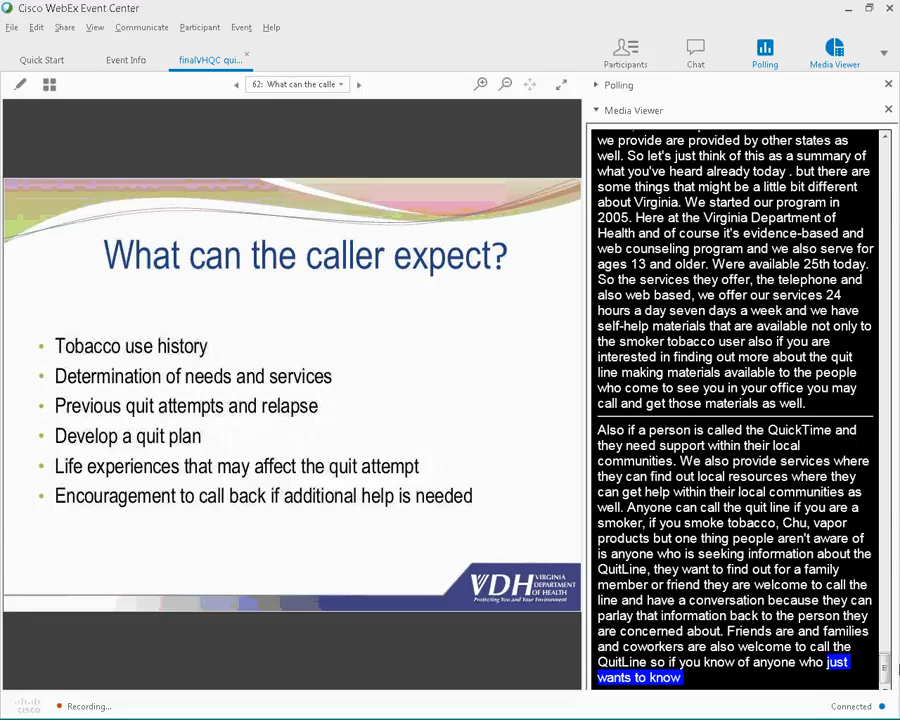 Cisco WebEx Event Center
File Edit Share View Communicate Participant Event Help
Quick Start Event Info finalVHQC qui...
Participants Chat Polling Media Viewer
62: What can the calle
Polling
Media Viewer
What can the caller expect?
• Tobacco use history
• Determination of needs and services
• Previous quit attempts and relapse
• Develop a quit plan
• Life experiences that may affect the quit attempt
• Encouragement to call back if additional help is needed
VDH VIRGINIA
DEPARTMENT
OF HEALTH
Protecting You and Your Environment
we provide are provided by other states as
well. So let's just think of this as a summary of
what you've heard already today . but there are
some things that might be a little bit different
about Virginia. We started our program in
2005. Here at the Virginia Department of
Health and of course it's evidence-based and
web counseling program and we also serve for
ages 13 and older. Were available 25th today.
So the services they offer, the telephone and
also web based, we offer our services 24
hours a day seven days a week and we have
self-help materials that are available not only to
the smoker tobacco user also if you are
interested in finding out more about the quit
line making materials available to the people
who come to see you in your office you may
call and get those materials as well.
Also if a person is called the QuickTime and
they need support within their local
communities. We also provide services where
they can find out local resources where they
can get help within their local communities as
well. Anyone can call the quit line if you are a
smoker, if you smoke tobacco, Chu, vapor
products but one thing people aren't aware of
is anyone who is seeking information about the
QuitLine, they want to find out for a family
member or friend they are welcome to call the
line and have a conversation because they can
parlay that information back to the person they
are concerned about. Friends are and families
and coworkers are also welcome to call the
QuitLine so if you know of anyone who just
wants to know
cisco
Recording...
Connected